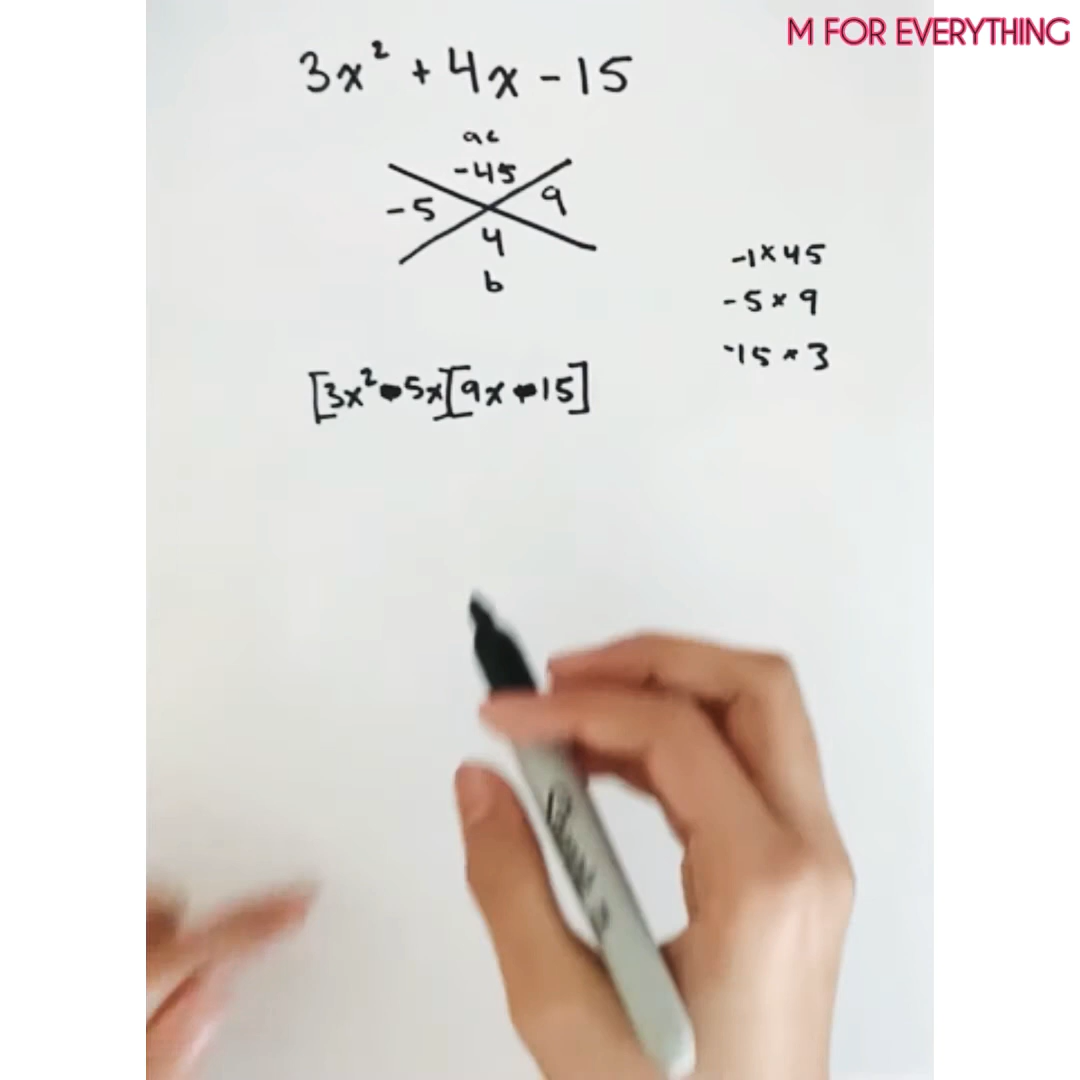 M FOR EVERYTHING
3x² + 4x - 15
ac
-45
-5 9
4
b
-1 × 45
-5 × 9
-15 × 3
[3x² - 5x][9x - 15]